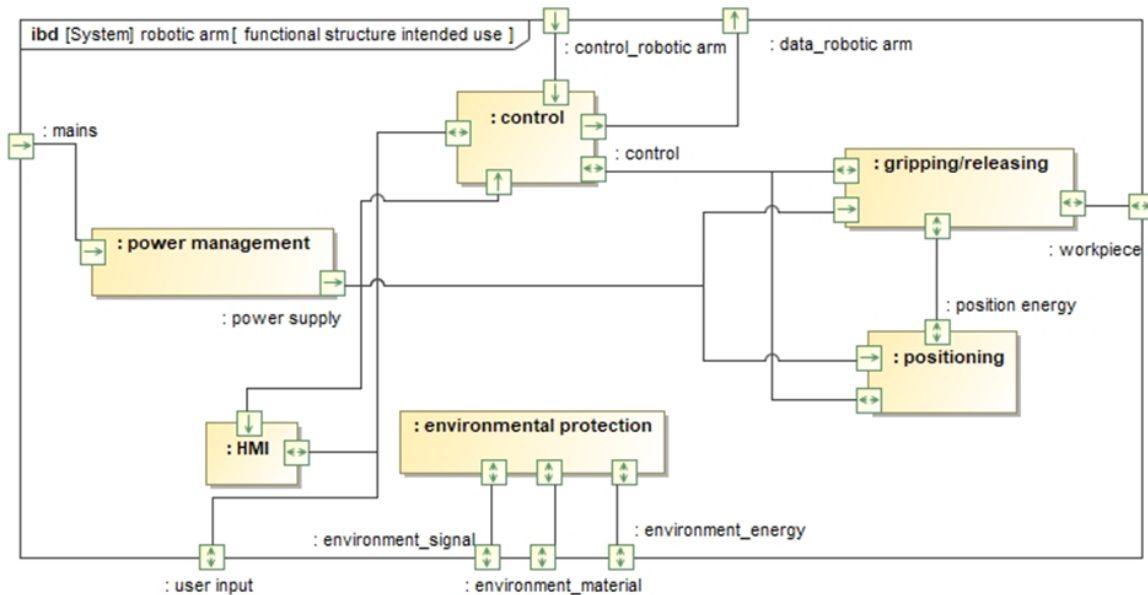 ibd [System] robotic arm[ functional structure intended use ]
: control_robotic arm
: data_robotic arm
: mains
: control
: control
: gripping/releasing
: power management
: workpiece
: power supply
: position energy
: positioning
: environmental protection
: HMI
: environment_signal
: environment_energy
: user input
: environment_material